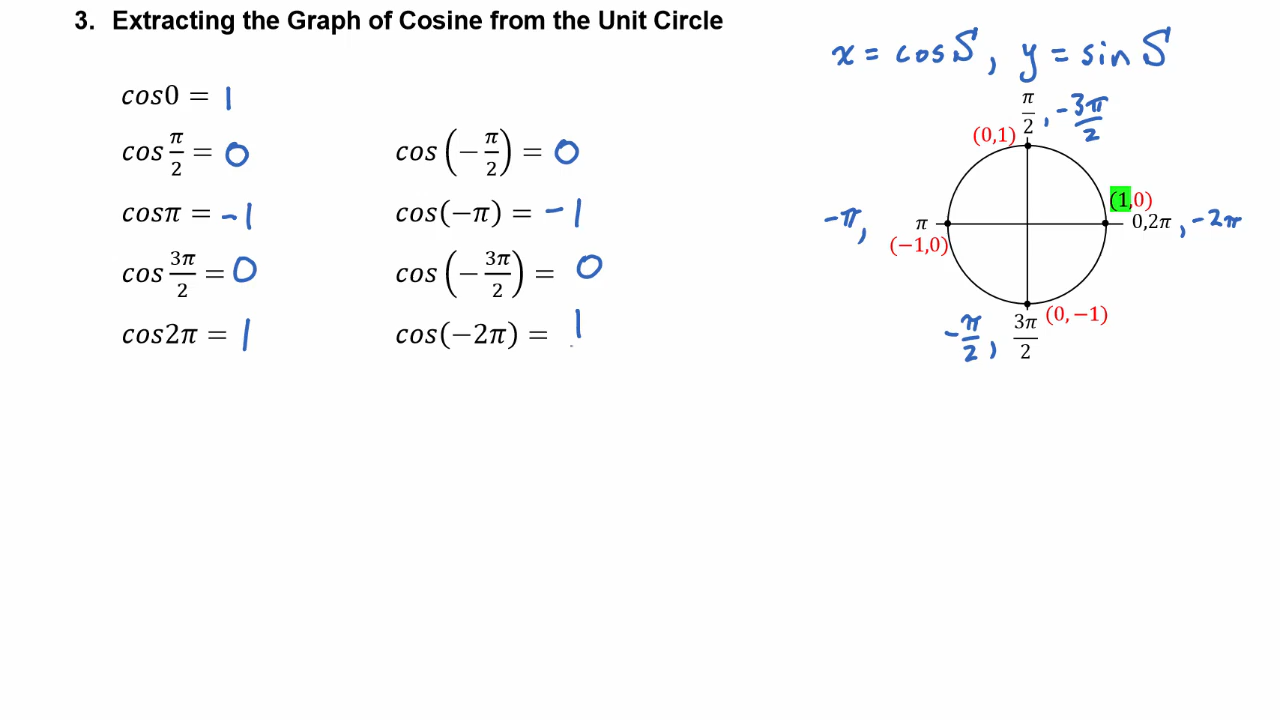 3. Extracting the Graph of Cosine from the Unit Circle
x = cos S, y = sin S
cos0 = 1
cos π/2 = 0
cos(−π/2) = 0
cosπ = -1
cos(−π) = -1
cos 3π/2 = 0
cos(−3π/2) = 0
cos2π = 1
cos(−2π) = 1
π/2, -3π/2
(0,1)
(1,0)
-π, π
0,2π, -2π
(−1,0)
(0,−1)
-π/2, 3π/2